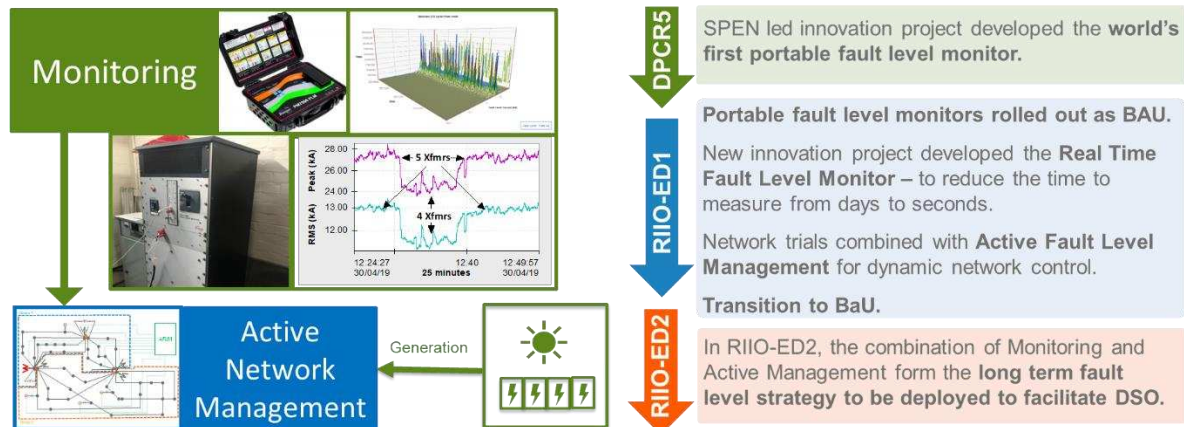 Monitoring
Peak (kA)
28.00
26.00
24.00
RMS (kA)
13.00
12.00
5 Xfmrs
4 Xfmrs
12:24:27
30/04/19
25 minutes
12:40
12:49:57
30/04/19
Active
Network
Management
Generation
DPCR5
SPEN led innovation project developed the world's
first portable fault level monitor.
RIIO-ED1
Portable fault level monitors rolled out as BAU.
New innovation project developed the Real Time
Fault Level Monitor – to reduce the time to
measure from days to seconds.
Network trials combined with Active Fault Level
Management for dynamic network control.
Transition to BaU.
RIIO-ED2
In RIIO-ED2, the combination of Monitoring and
Active Management form the long term fault
level strategy to be deployed to facilitate DSO.